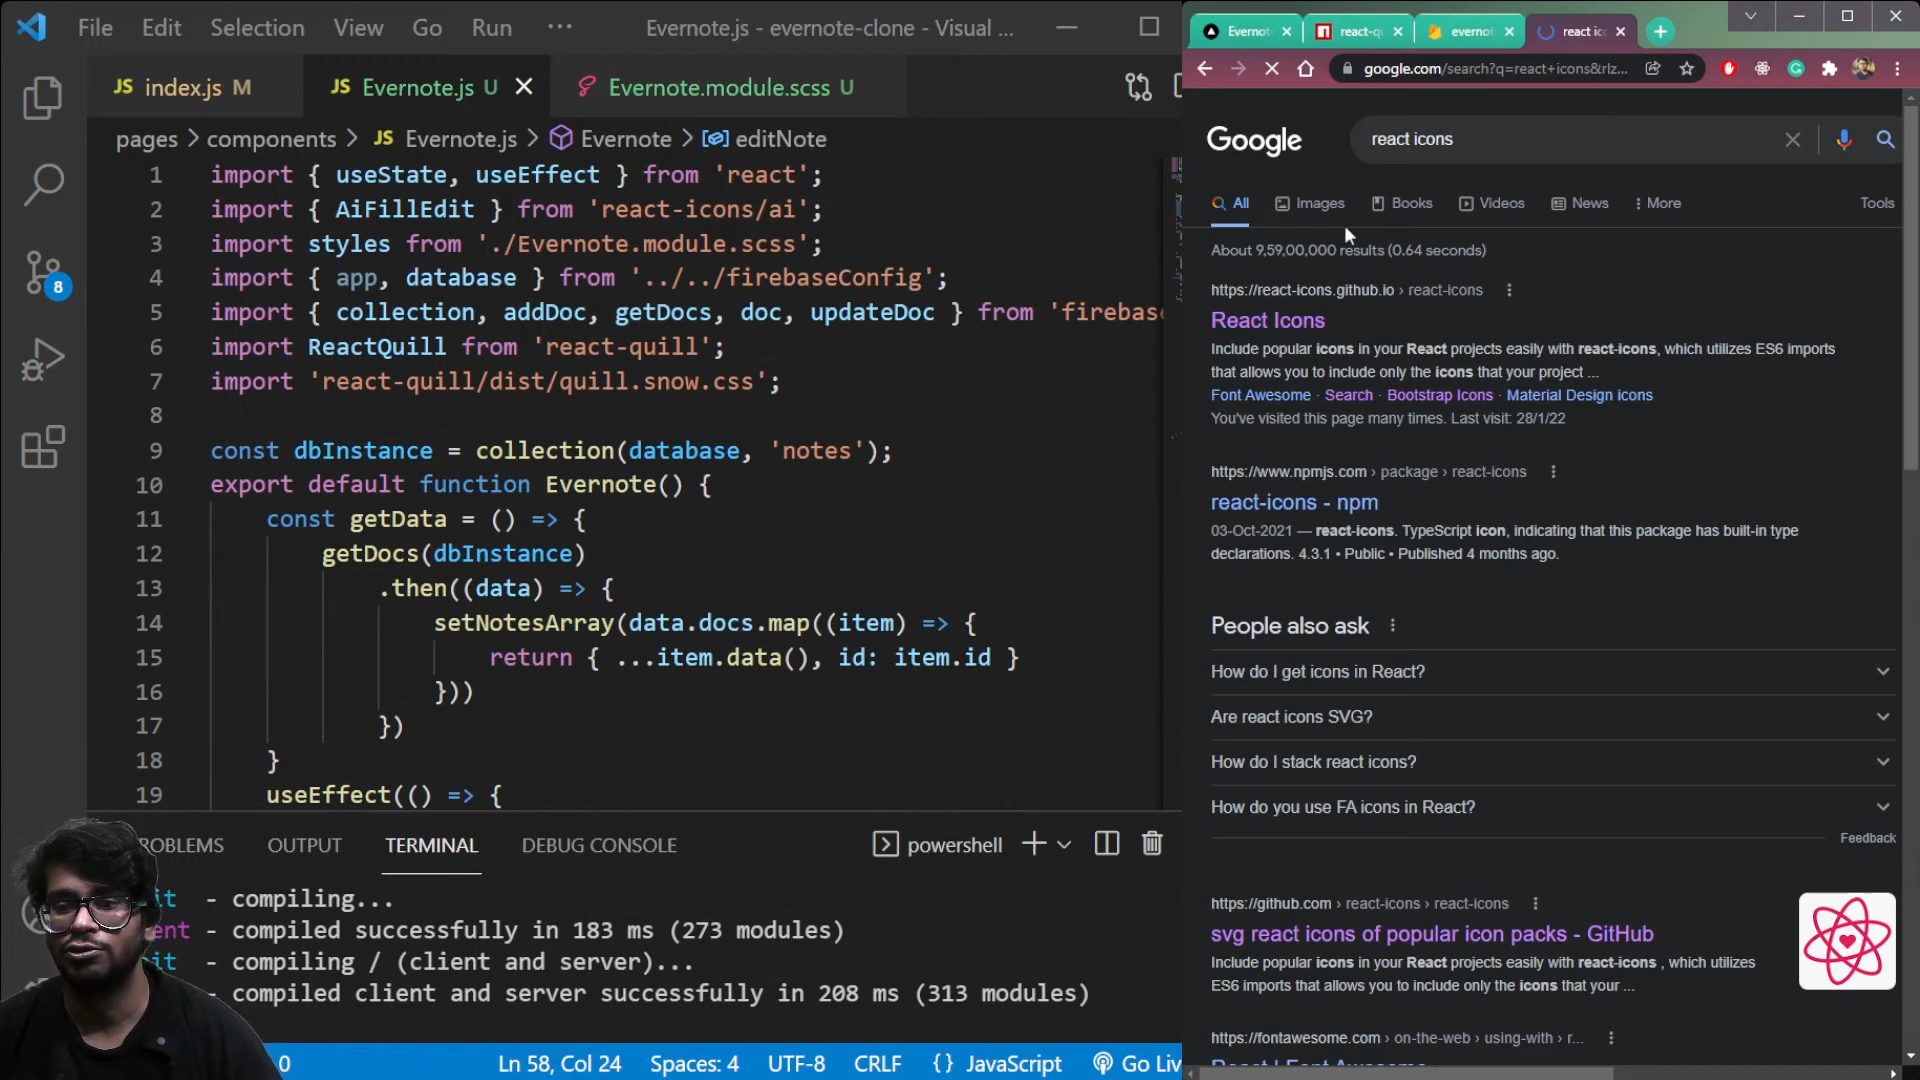 File Edit Selection View Go Run ··· Evernote.js - evernote-clone - Visual ...
JS index.js M JS Evernote.js U Evernote.module.scss U
pages > components > JS Evernote.js > Evernote > editNote
1 import { useState, useEffect } from 'react';
2 import { AiFillEdit } from 'react-icons/ai';
3 import styles from './Evernote.module.scss';
4 import { app, database } from '../../firebaseConfig';
5 import { collection, addDoc, getDocs, doc, updateDoc } from 'firebase
6 import ReactQuill from 'react-quill';
7 import 'react-quill/dist/quill.snow.css';
8
9 const dbInstance = collection(database, 'notes');
10 export default function Evernote() {
11 const getData = () => {
12 getDocs(dbInstance)
13 .then((data) => {
14 setNotesArray(data.docs.map((item) => {
15 return { ...item.data(), id: item.id }
16 }))
17 })
18 }
19 useEffect(() => {
8
ROBLEMS OUTPUT TERMINAL DEBUG CONSOLE powershell
it - compiling...
ent - compiled successfully in 183 ms (273 modules)
it - compiling / (client and server)...
- compiled client and server successfully in 208 ms (313 modules)
0 Ln 58, Col 24 Spaces: 4 UTF-8 CRLF {} JavaScript Go Liv
Evernot react-q evernot react ic
google.com/search?q=react+icons&rlz...
Google react icons
All Images Books Videos News More Tools
About 9,59,00,000 results (0.64 seconds)
https://react-icons.github.io › react-icons
React Icons
Include popular icons in your React projects easily with react-icons, which utilizes ES6 imports
that allows you to include only the icons that your project ...
Font Awesome · Search · Bootstrap Icons · Material Design icons
You've visited this page many times. Last visit: 28/1/22
https://www.npmjs.com › package › react-icons
react-icons - npm
03-Oct-2021 — react-icons. TypeScript icon, indicating that this package has built-in type
declarations. 4.3.1 • Public • Published 4 months ago.
People also ask
How do I get icons in React?
Are react icons SVG?
How do I stack react icons?
How do you use FA icons in React?
Feedback
https://github.com › react-icons › react-icons
svg react icons of popular icon packs - GitHub
Include popular icons in your React projects easily with react-icons , which utilizes
ES6 imports that allows you to include only the icons that your ...
https://fontawesome.com › on-the-web › using-with › r...
React | Font Awesome